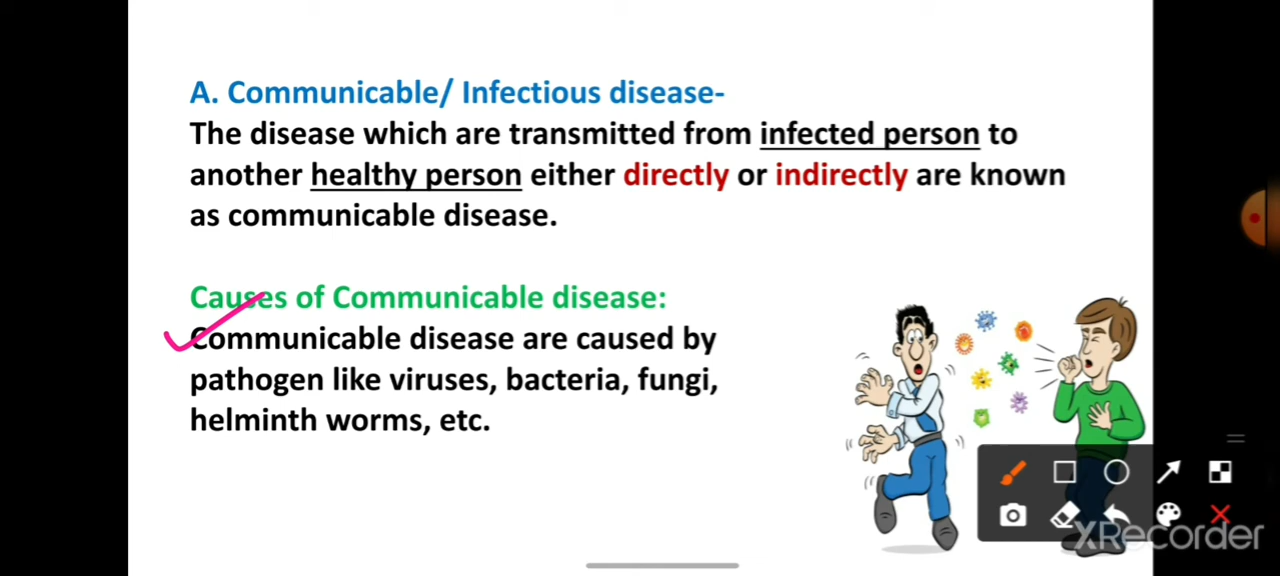 A. Communicable/ Infectious disease-
The disease which are transmitted from infected person to
another healthy person either directly or indirectly are known
as communicable disease.
Causes of Communicable disease:
Communicable disease are caused by
pathogen like viruses, bacteria, fungi,
helminth worms, etc.
XRecorder